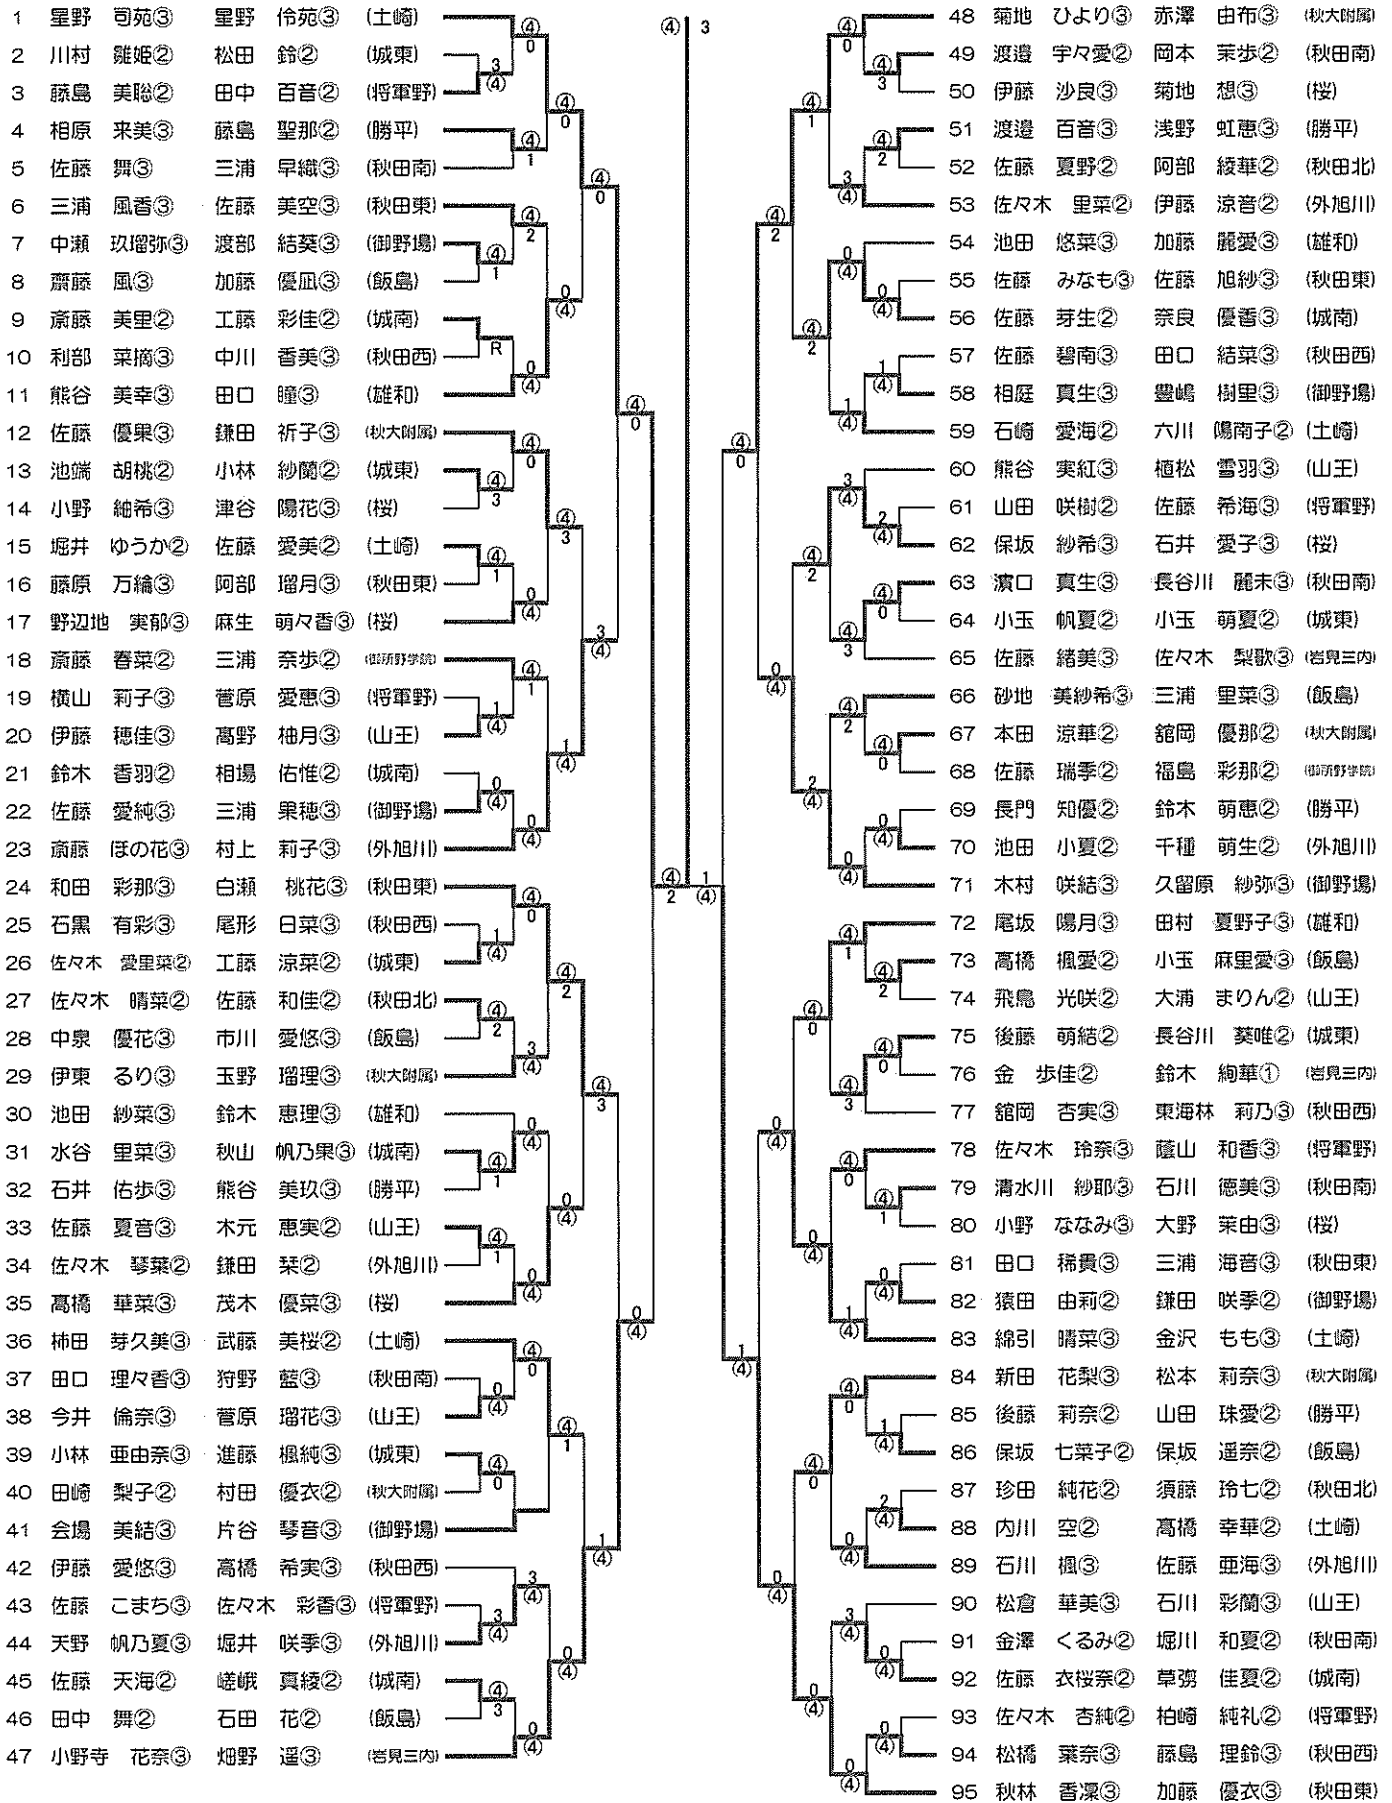 1 星野 司苑③ 星野 伶苑③ (土崎)
2 川村 雛姫② 松田 鈴② (城東)
3 藤島 美聡② 田中 百音② (将軍野)
4 相原 来美③ 藤島 聖那② (勝平)
5 佐藤 舞③ 三浦 早織③ (秋田南)
6 三浦 風香③ 佐藤 美空③ (秋田東)
7 中瀬 玖瑠弥③ 渡部 結葵③ (御野場)
8 齋藤 風③ 加藤 優凪③ (飯島)
9 斎藤 美里② 工藤 彩佳② (城南)
10 利部 菜摘③ 中川 香美③ (秋田西)
11 熊谷 美幸③ 田口 瞳③ (雄和)
12 佐藤 優果③ 鎌田 祈子③ (秋大附属)
13 池端 胡桃② 小林 紗蘭② (城東)
14 小野 紬希③ 津谷 陽花③ (桜)
15 堀井 ゆうか② 佐藤 愛美② (土崎)
16 藤原 万綸③ 阿部 瑠月③ (秋田東)
17 野辺地 実郁③ 麻生 萌々香③ (桜)
18 斎藤 春菜② 三浦 奈歩② (御所野学院)
19 横山 莉子③ 菅原 愛恵③ (将軍野)
20 伊藤 穂佳③ 髙野 柚月③ (山王)
21 鈴木 香羽② 相場 佑惟② (城南)
22 佐藤 愛純③ 三浦 果穂③ (御野場)
23 斎藤 ほの花③ 村上 莉子③ (外旭川)
24 和田 彩那③ 白瀬 桃花③ (秋田東)
25 石黒 有彩③ 尾形 日菜③ (秋田西)
26 佐々木 愛里菜② 工藤 涼菜② (城東)
27 佐々木 晴菜② 佐藤 和佳② (秋田北)
28 中泉 優花③ 市川 愛悠③ (飯島)
29 伊東 るり③ 玉野 瑠理③ (秋大附属)
30 池田 紗菜③ 鈴木 恵理③ (雄和)
31 水谷 里菜③ 秋山 帆乃果③ (城南)
32 石井 佑歩③ 熊谷 美玖③ (勝平)
33 佐藤 夏音③ 木元 恵実② (山王)
34 佐々木 琴葉② 鎌田 栞② (外旭川)
35 髙橋 華菜③ 茂木 優菜③ (桜)
36 柿田 芽久美③ 武藤 美桜② (土崎)
37 田口 理々香③ 狩野 藍③ (秋田南)
38 今井 倫奈③ 菅原 瑠花③ (山王)
39 小林 亜由奈③ 進藤 楓純③ (城東)
40 田崎 梨子② 村田 優衣② (秋大附属)
41 会場 美結③ 片谷 琴音③ (御野場)
42 伊藤 愛悠③ 高橋 希実③ (秋田西)
43 佐藤 こまち③ 佐々木 彩香③ (将軍野)
44 天野 帆乃夏③ 堀井 咲季③ (外旭川)
45 佐藤 天海② 嵯峨 真綾② (城南)
46 田中 舞② 石田 花② (飯島)
47 小野寺 花奈③ 畑野 遥③ (岩見三内)
④ 3
④ 2
1 ④
48 菊地 ひより③ 赤澤 由布③ (秋大附属)
49 渡邉 宇々愛② 岡本 茉歩② (秋田南)
50 伊藤 沙良③ 菊地 想③ (桜)
51 渡邉 百音③ 浅野 虹恵③ (勝平)
52 佐藤 夏野② 阿部 綾華② (秋田北)
53 佐々木 里菜② 伊藤 涼音② (外旭川)
54 池田 悠菜③ 加藤 麗愛③ (雄和)
55 佐藤 みなも③ 佐藤 旭紗③ (秋田東)
56 佐藤 芽生② 奈良 優香③ (城南)
57 佐藤 碧南③ 田口 結菜③ (秋田西)
58 相庭 真生③ 豊嶋 樹里③ (御野場)
59 石崎 愛海② 六川 陽南子② (土崎)
60 熊谷 実紅③ 植松 雪羽③ (山王)
61 山田 咲樹② 佐藤 希海③ (将軍野)
62 保坂 紗希③ 石井 愛子③ (桜)
63 濱口 真生③ 長谷川 麗未③ (秋田南)
64 小玉 帆夏② 小玉 萌夏② (城東)
65 佐藤 緒美③ 佐々木 梨歌③ (岩見三内)
66 砂地 美紗希③ 三浦 里菜③ (飯島)
67 本田 涼華② 舘岡 優那② (秋大附属)
68 佐藤 瑞季② 福島 彩那② (御所野学院)
69 長門 知優② 鈴木 萌恵② (勝平)
70 池田 小夏② 千種 萌生② (外旭川)
71 木村 咲結③ 久留原 紗弥③ (御野場)
72 尾坂 陽月③ 田村 夏野子③ (雄和)
73 高橋 楓愛② 小玉 麻里愛③ (飯島)
74 飛鳥 光咲② 大浦 まりん② (山王)
75 後藤 萌結② 長谷川 葵唯② (城東)
76 金 歩佳② 鈴木 絢華① (岩見三内)
77 舘岡 杏実③ 東海林 莉乃③ (秋田西)
78 佐々木 玲奈③ 蔭山 和香③ (将軍野)
79 清水川 紗耶③ 石川 徳美③ (秋田南)
80 小野 ななみ③ 大野 茉由③ (桜)
81 田口 稀貴③ 三浦 海音③ (秋田東)
82 猿田 由莉② 鎌田 咲季② (御野場)
83 綿引 晴菜③ 金沢 もも③ (土崎)
84 新田 花梨③ 松本 莉奈③ (秋大附属)
85 後藤 莉奈② 山田 珠愛② (勝平)
86 保坂 七菜子② 保坂 遥奈② (飯島)
87 珍田 純花② 須藤 玲七② (秋田北)
88 内川 空② 髙橋 幸華② (土崎)
89 石川 楓③ 佐藤 亜海③ (外旭川)
90 松倉 華美③ 石川 彩蘭③ (山王)
91 金澤 くるみ② 堀川 和夏② (秋田南)
92 佐藤 衣桜奈② 草彅 佳夏② (城南)
93 佐々木 杏純② 柏崎 純礼② (将軍野)
94 松橋 菜奈③ 藤島 理鈴③ (秋田西)
95 秋林 香凜③ 加藤 優衣③ (秋田東)